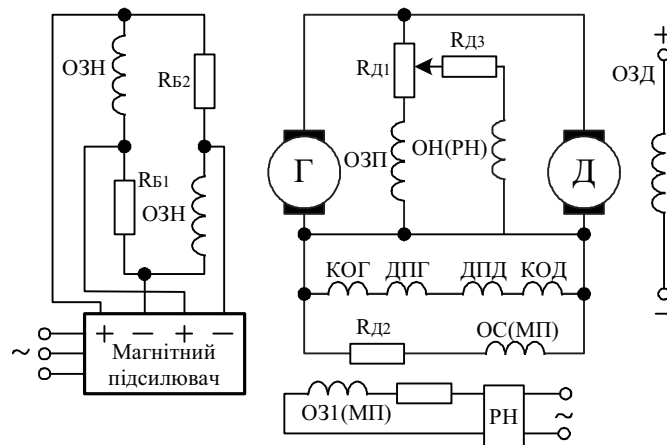 ОЗН
RБ2
RБ1
ОЗН
+ − + −
Магнітний
підсилювач
~
RД1
RД3
ОЗП
ОН(РН)
Г
Д
ОЗД
+
−
КОГ ДПГ ДПД КОД
RД2
ОС(МП)
ОЗ1(МП)
РН
~